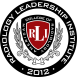 RADIOLOGY LEADERSHIP INSTITUTE
RLI
• 2012 •